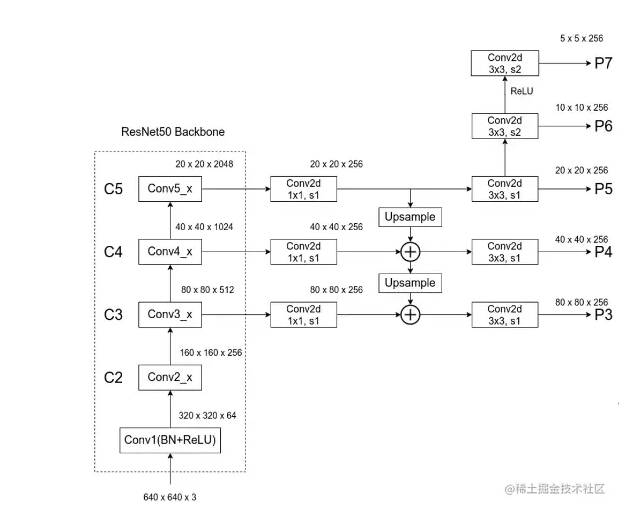 5 x 5 x 256
Conv2d
3x3, s2
P7
ReLU
10 x 10 x 256
Conv2d
3x3, s2
P6
ResNet50 Backbone
20 x 20 x 2048
20 x 20 x 256
20 x 20 x 256
C5
Conv5_x
Conv2d
1x1, s1
Conv2d
3x3, s1
P5
Upsample
40 x 40 x 1024
40 x 40 x 256
40 x 40 x 256
C4
Conv4_x
Conv2d
1x1, s1
Conv2d
3x3, s1
P4
Upsample
80 x 80 x 512
80 x 80 x 256
80 x 80 x 256
C3
Conv3_x
Conv2d
1x1, s1
Conv2d
3x3, s1
P3
160 x 160 x 256
C2
Conv2_x
320 x 320 x 64
Conv1(BN+ReLU)
640 x 640 x 3
@稀土掘金技术社区